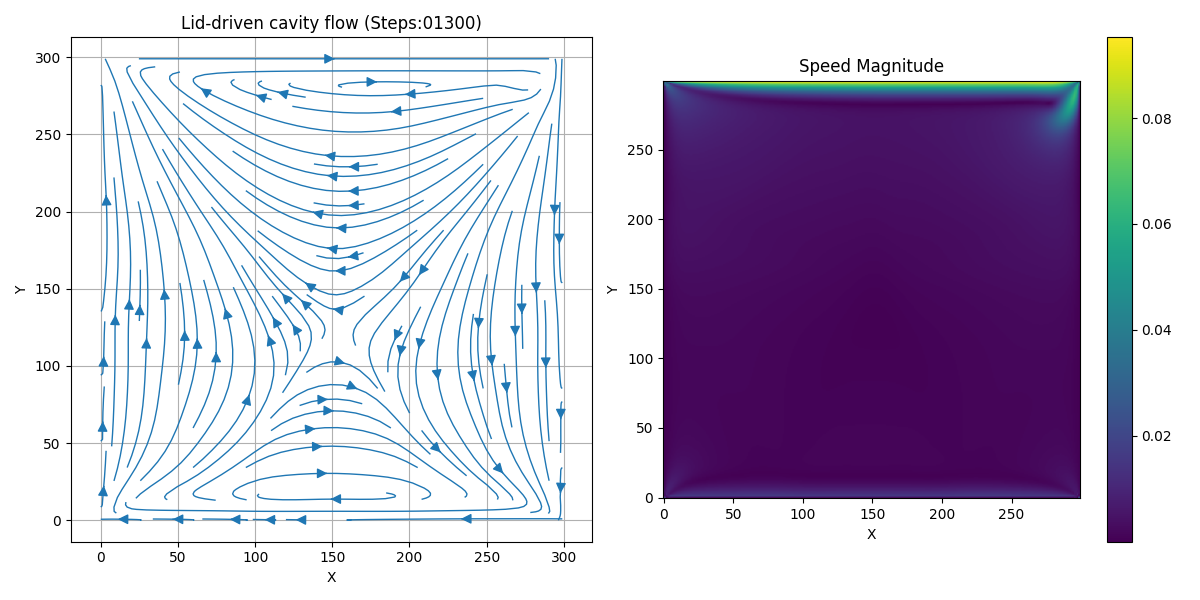 Lid-driven cavity flow (Steps:01300)
300
250
200
150
100
50
0
Y
0 50 100 150 200 250 300
X
Speed Magnitude
250
200
150
100
50
0
Y
0 50 100 150 200 250
X
0.08
0.06
0.04
0.02